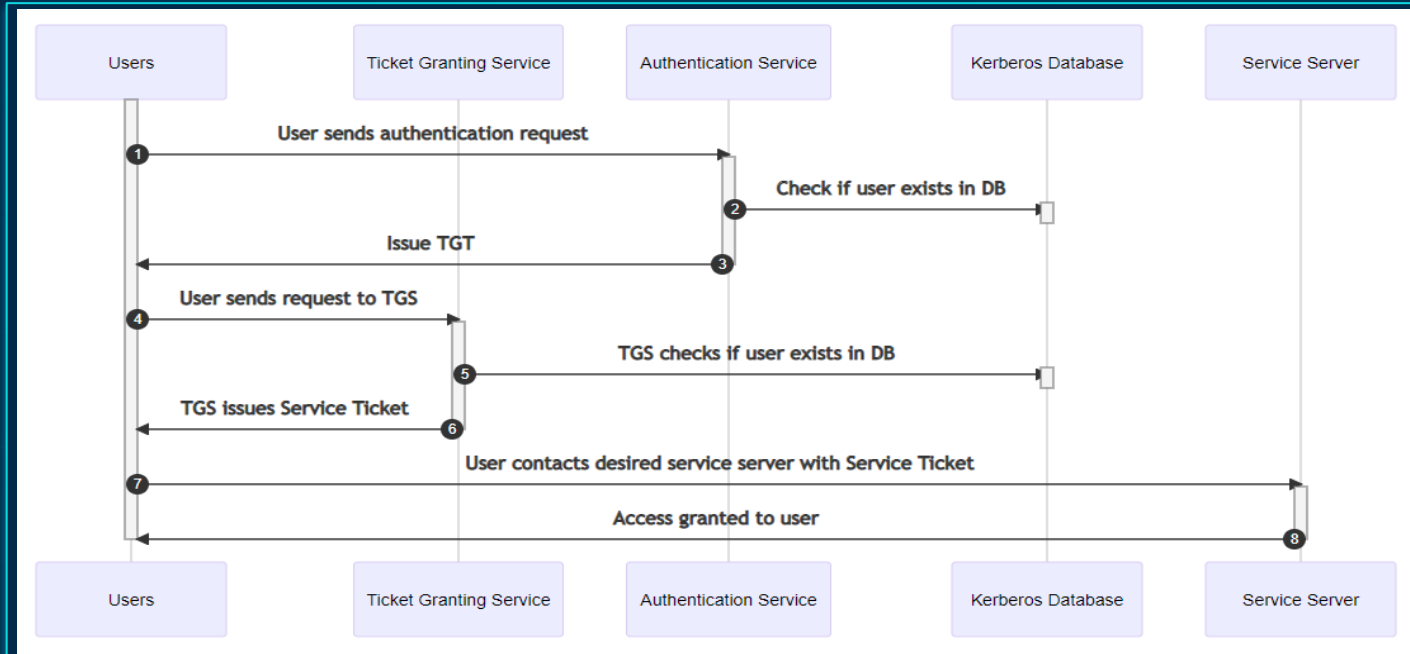 Users
Ticket Granting Service
Authentication Service
Kerberos Database
Service Server
User sends authentication request
1
Check if user exists in DB
2
Issue TGT
3
User sends request to TGS
4
TGS checks if user exists in DB
5
TGS issues Service Ticket
6
User contacts desired service server with Service Ticket
7
Access granted to user
8
Users
Ticket Granting Service
Authentication Service
Kerberos Database
Service Server